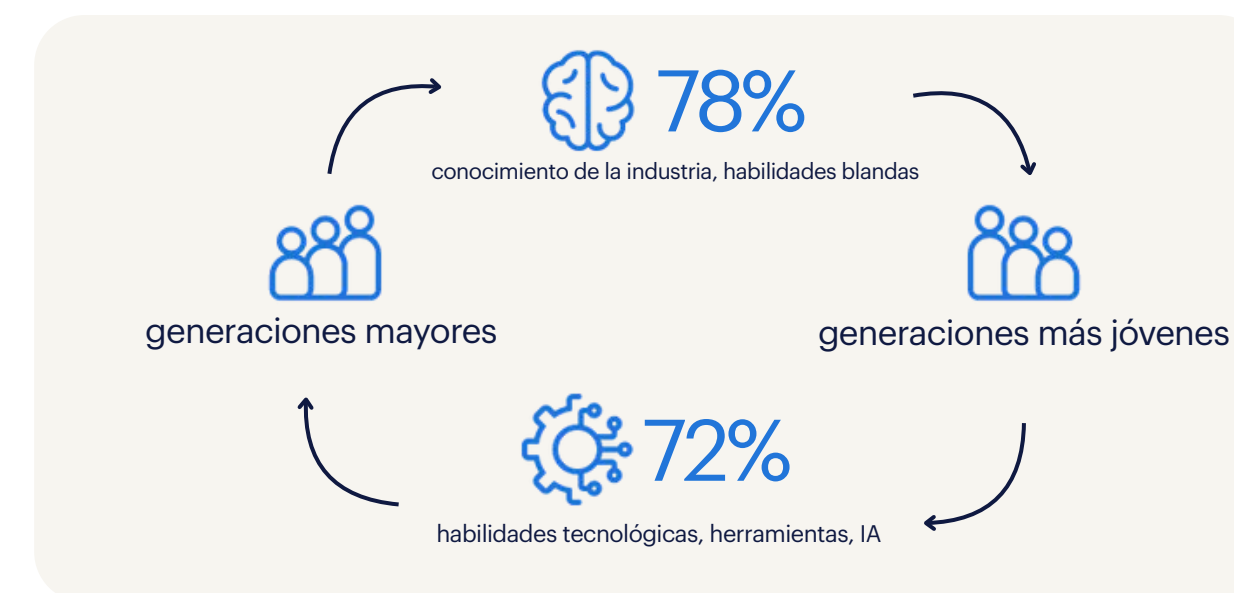 78%
conocimiento de la industria, habilidades blandas
generaciones mayores
generaciones más jóvenes
72%
habilidades tecnológicas, herramientas, IA